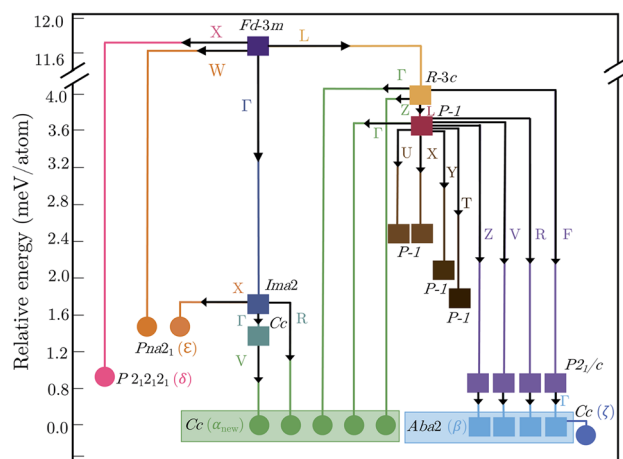 Relative energy (meV/atom)
12.0
11.6
4.0
3.6
3.2
2.8
2.4
2.0
1.6
1.2
0.8
0.0
Fd-3m
X
W
L
Γ
R-3c
Γ
Z
L
P-1
Γ
U
X
Y
T
P-1
P-1
P-1
Z
V
R
F
X
Ima2
Γ
Cc
R
V
Pna2₁ (ε)
P 2₁2₁2₁ (δ)
P2₁/c
Γ
Cc (α_new)
Aba2 (β)
Cc (ζ)